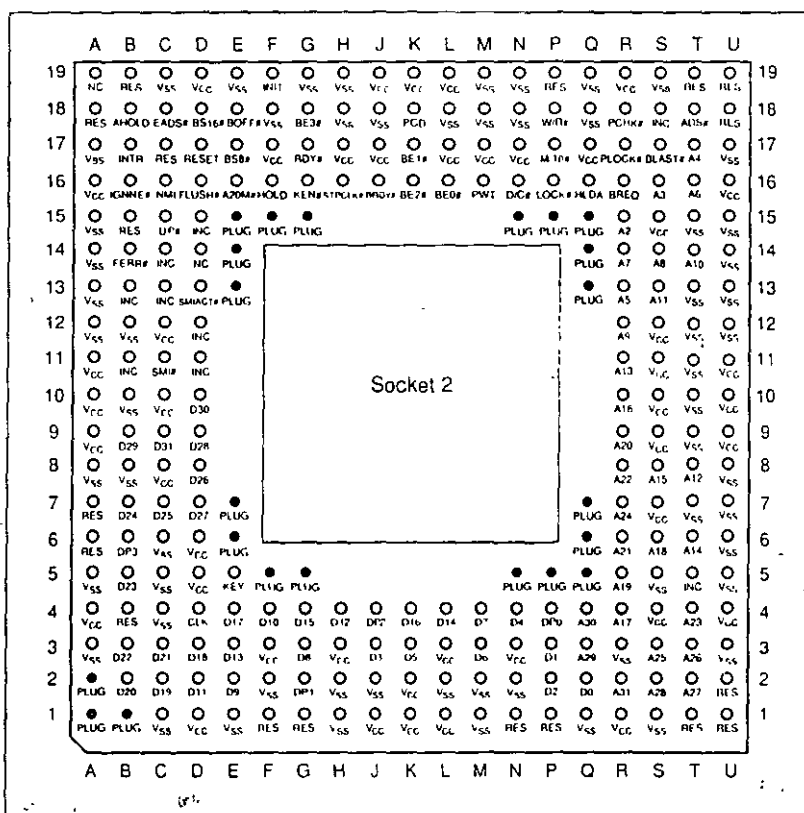 A B C D E F G H J K L M N P Q R S T U
19 19
NC RES VSS VCC VSS INIT VSS VSS VCC VCC VCC VSS VCC RES VSS VCC VSS RES RES
18 18
RES AHOLD EADS# BS16# BOFF# VSS BE3# VSS VSS PCD VSS VSS VSS W/R# VSS PCHK# INC ADS# RES
17 17
VSS INTR RES RESET BS8# VCC RDY# VCC VCC BE1# VCC VCC VCC M/IO# VCC PLOCK# BLAST# A4 VSS
16 16
VCC IGNNE# NMI FLUSH# A20M# HOLD KEN# STPCLK# BRDY# BE2# BE0# PWT D/C# LOCK# HLDA BREQ A3 A6 VCC
15 15
VSS RES UP# INC PLUG PLUG PLUG PLUG PLUG PLUG A2 VCC VSS VSS
14 14
VSS FERR# INC NC PLUG PLUG A7 A8 A10 VSS
13 13
VSS INC INC SMIACT# PLUG PLUG A5 A11 VSS VSS
12 12
VSS VSS VCC INC A9 VCC VSS VSS
11 11
VCC INC SMI# INC A13 VCC VSS VCC
Socket 2
10 10
VCC VSS VCC D30 A16 VCC VSS VCC
9 9
VCC D29 D31 D28 A20 VCC VSS VCC
8 8
VSS VSS VCC D26 A22 A15 A12 VSS
7 7
RES D24 D25 D27 PLUG PLUG A24 VCC VSS VSS
6 6
RES DP3 VSS VCC PLUG PLUG A21 A18 A14 VSS
5 5
VSS D23 VSS VCC KEY PLUG PLUG PLUG PLUG PLUG A19 VSS INC VSS
4 4
VCC RES VSS CLK D17 D10 D15 D12 DP2 D16 D14 D7 D4 DP0 A30 A17 VCC A23 VCC
3 3
VSS D22 D21 D18 D13 VCC D8 VCC D3 D5 VCC D6 VCC D1 A29 VSS A25 A26 VSS
2 2
PLUG D20 D19 D11 D9 VSS DP1 VSS VSS VCC VSS VSS VSS D2 D0 A31 A28 A27 RES
1 1
PLUG PLUG VSS VCC VSS RES RES VSS VCC VCC VCC VSS RES RES VSS VCC VSS RES RES
A B C D E F G H J K L M N P Q R S T U